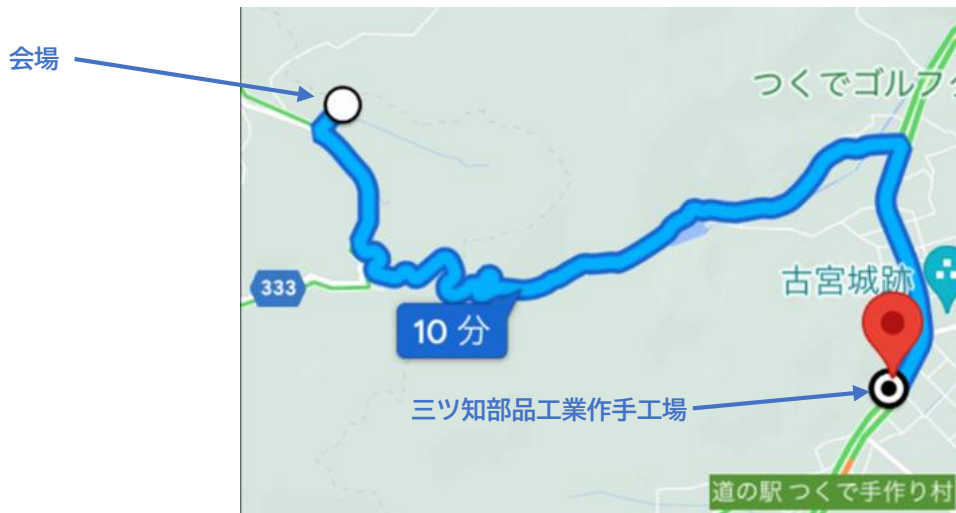 会場
つくでゴルフク
333
古宮城跡
10 分
三ツ知部品工業作手工場
道の駅 つくで手作り村